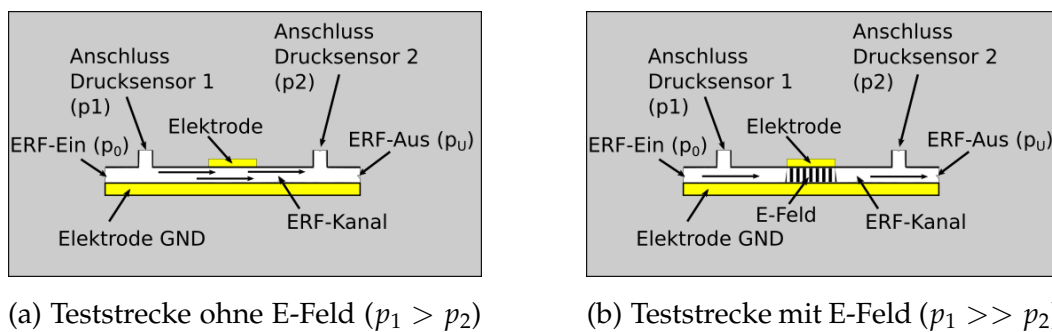 Anschluss
Drucksensor 1
(p1)
Anschluss
Drucksensor 2
(p2)
Elektrode
ERF-Ein (p0)
ERF-Aus (pU)
Elektrode GND
ERF-Kanal
(a) Teststrecke ohne E-Feld (p1 > p2)
Anschluss
Drucksensor 1
(p1)
Anschluss
Drucksensor 2
(p2)
Elektrode
ERF-Ein (p0)
ERF-Aus (pU)
E-Feld
Elektrode GND
ERF-Kanal
(b) Teststrecke mit E-Feld (p1 >> p2